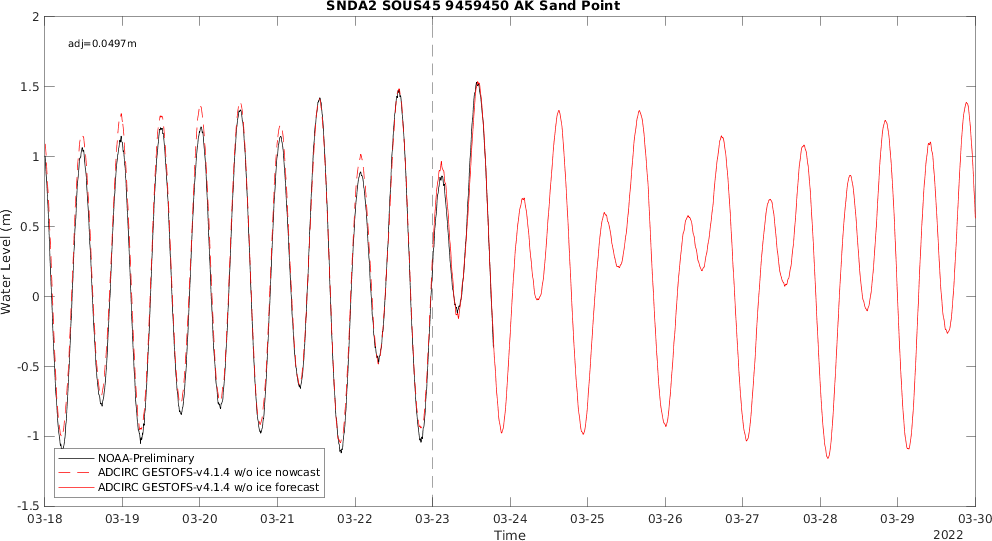 SNDA2 SOUS45 9459450 AK Sand Point
adj=0.0497m
Water Level (m)
2
1.5
1
0.5
0
-0.5
-1
-1.5
NOAA-Preliminary
ADCIRC GESTOFS-v4.1.4 w/o ice nowcast
ADCIRC GESTOFS-v4.1.4 w/o ice forecast
03-18 03-19 03-20 03-21 03-22 03-23 03-24 03-25 03-26 03-27 03-28 03-29 03-30
Time
2022